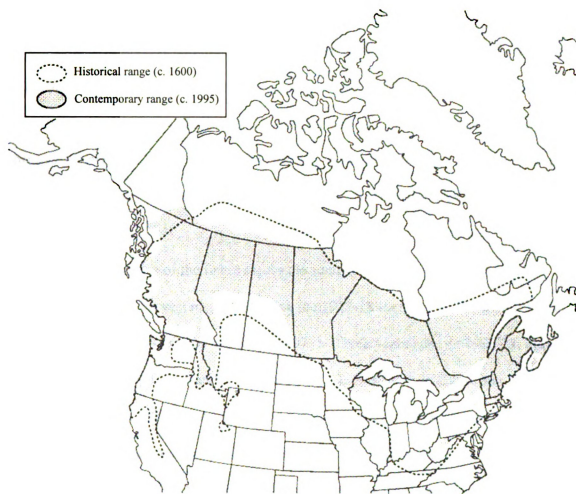 Historical range (c. 1600)
Contemporary range (c. 1995)